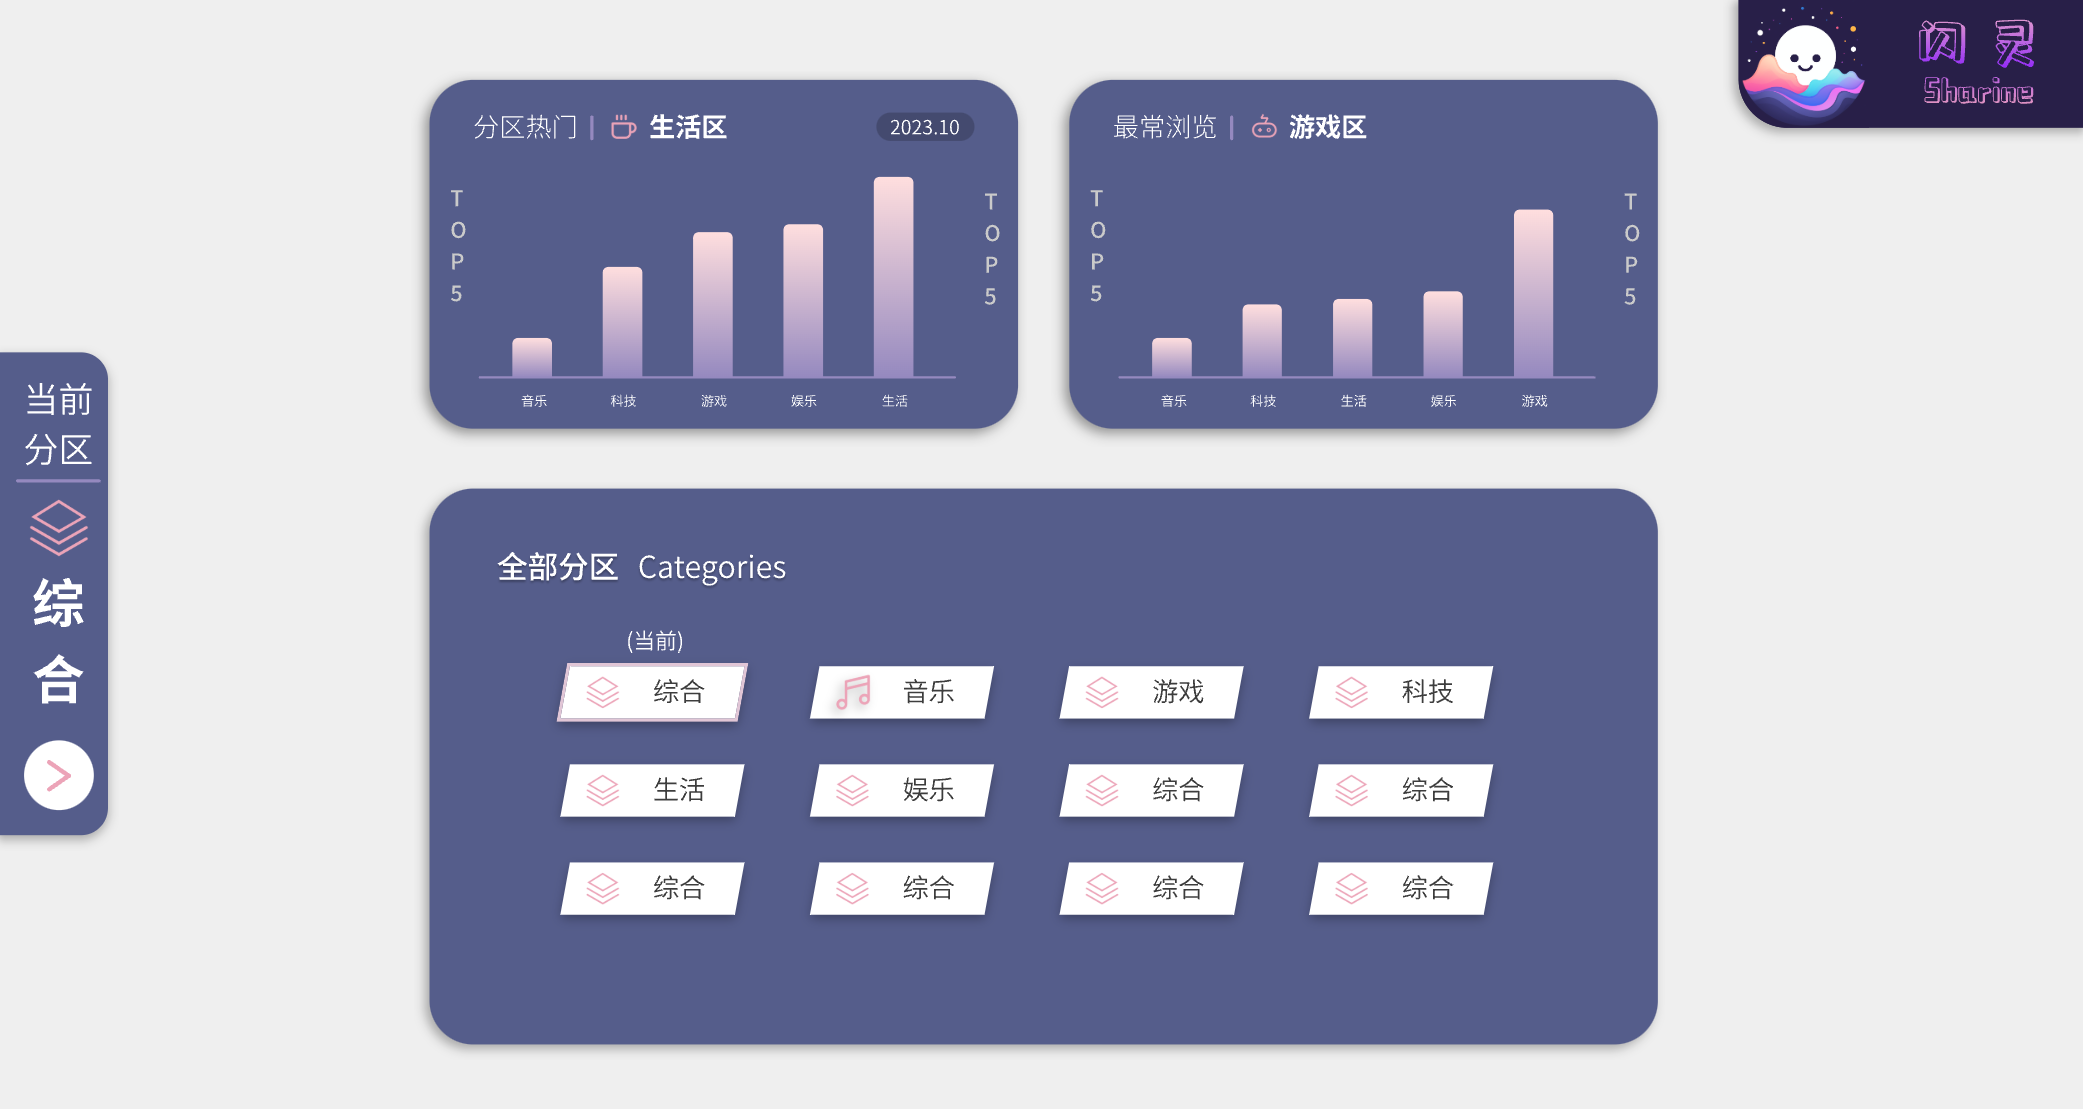 闪 灵
Sharine
分区热门 | 生活区
2023.10
TOP5
TOP5
音乐 科技 游戏 娱乐 生活
最常浏览 | 游戏区
TOP5
TOP5
音乐 科技 生活 娱乐 游戏
当前
分区
综
合
全部分区 Categories
(当前)
综合 音乐 游戏 科技
生活 娱乐 综合 综合
综合 综合 综合 综合